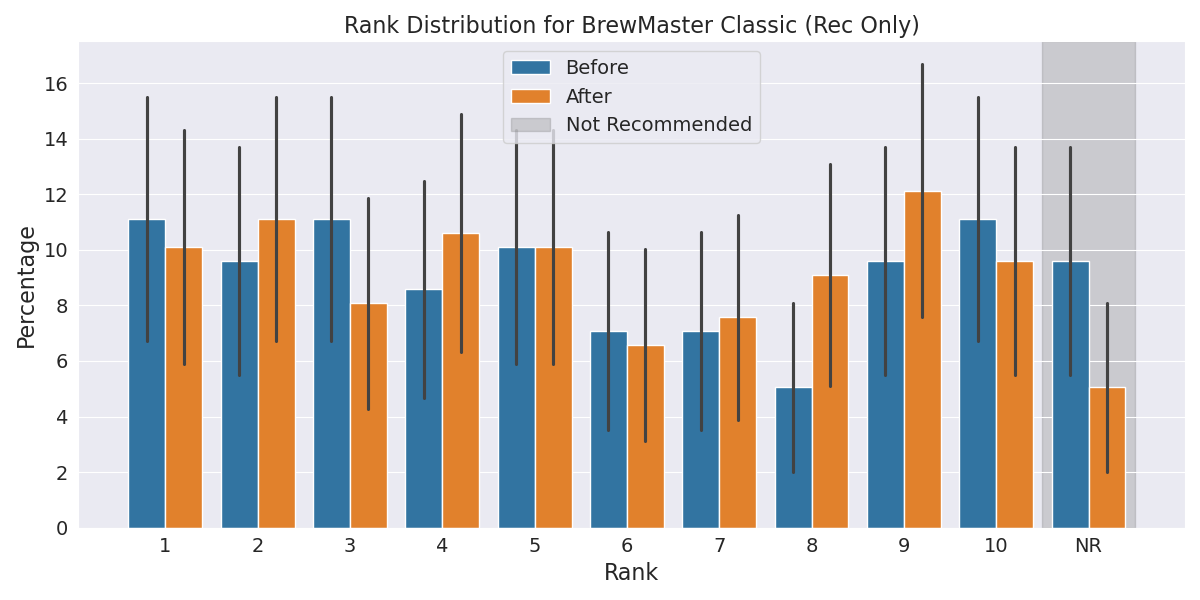 Rank Distribution for BrewMaster Classic (Rec Only)
Before
After
Not Recommended
Percentage
16
14
12
10
8
6
4
2
0
1 2 3 4 5 6 7 8 9 10 NR
Rank